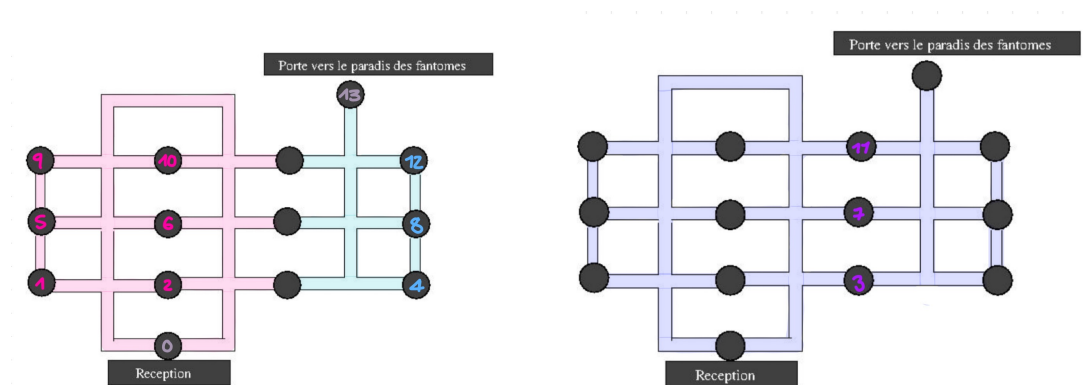 Porte vers le paradis des fantomes
13
9 10 12
5 6 8
1 2 4
0
Reception
Porte vers le paradis des fantomes
11
7
3
Reception